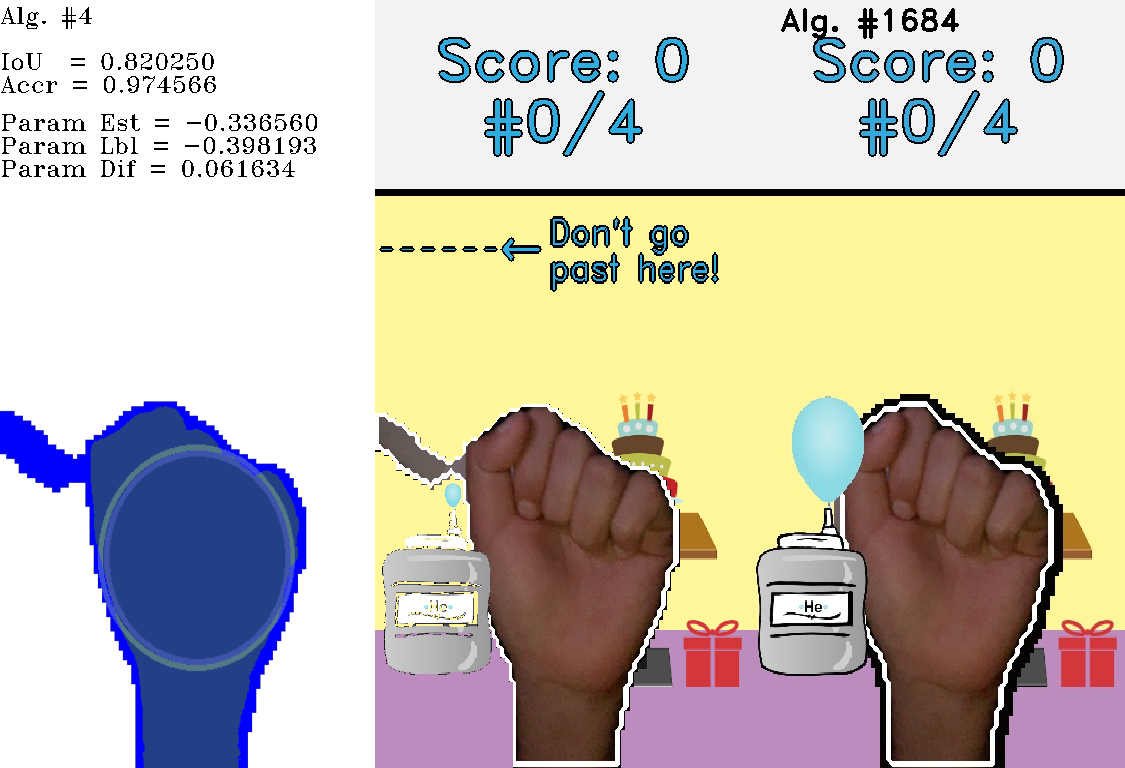 Alg. #4
IoU = 0.820250
Accr = 0.974566
Param Est = −0.336560
Param Lbl = −0.398193
Param Dif = 0.061634
Score: 0
#0/4
Don't go
past here!
He
Alg. #1684
Score: 0
#0/4
He